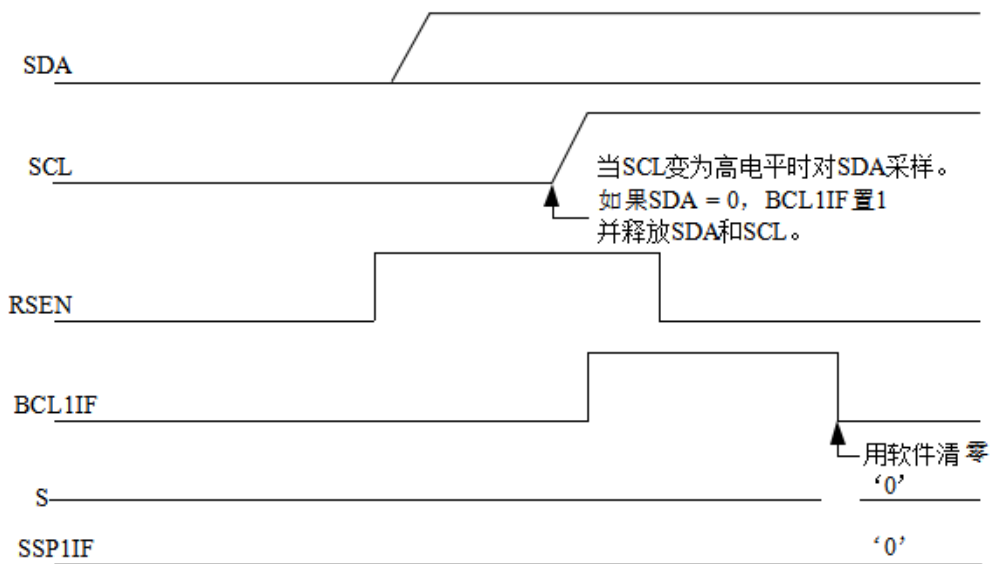 SDA
SCL
当SCL变为高电平时对SDA采样。
如果SDA = 0，BCL1IF置1
并释放SDA和SCL。
RSEN
BCL1IF
用软件清零
S
‘0’
SSP1IF
‘0’